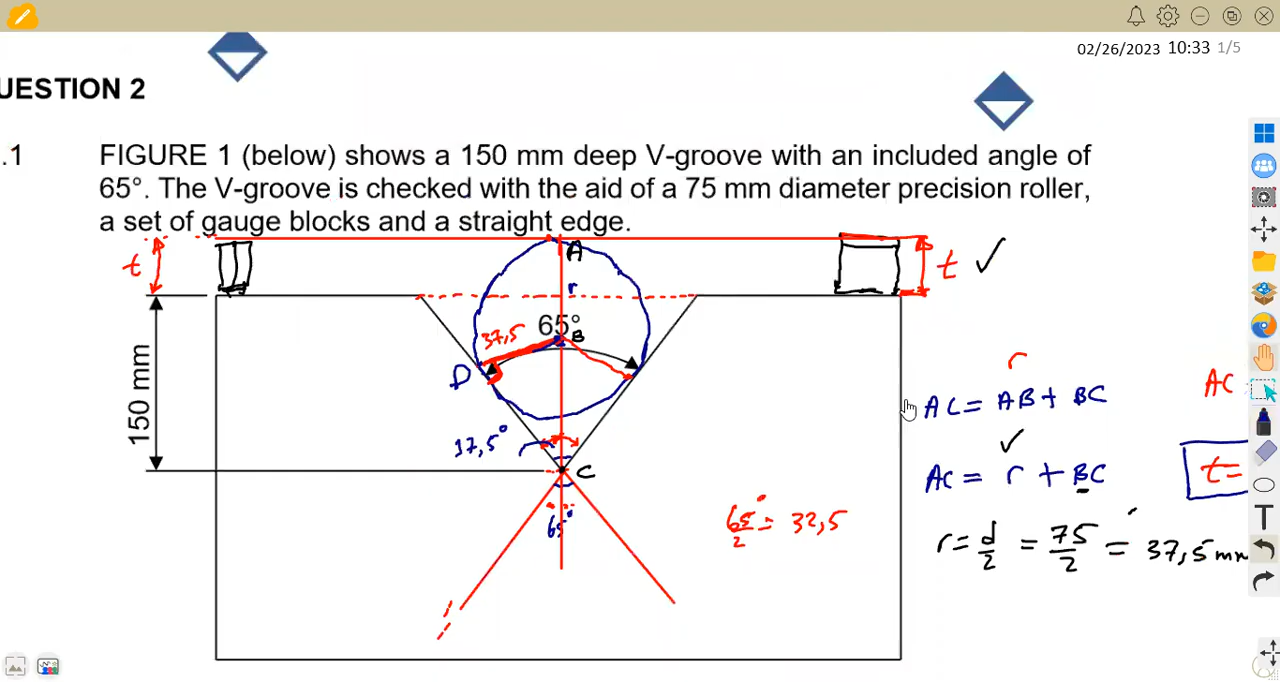 02/26/2023 10:33 1/5
UESTION 2
.1 FIGURE 1 (below) shows a 150 mm deep V-groove with an included angle of
65°. The V-groove is checked with the aid of a 75 mm diameter precision roller,
a set of gauge blocks and a straight edge.
t
A
t ✓
r
65°
B
37,5
D
150 mm
17,5°
C
65°
65°/2 = 32,5
r
AC = AB + BC
✓
AC = r + BC
r = d/2 = 75/2 = 37,5 mm
AC
t =
T